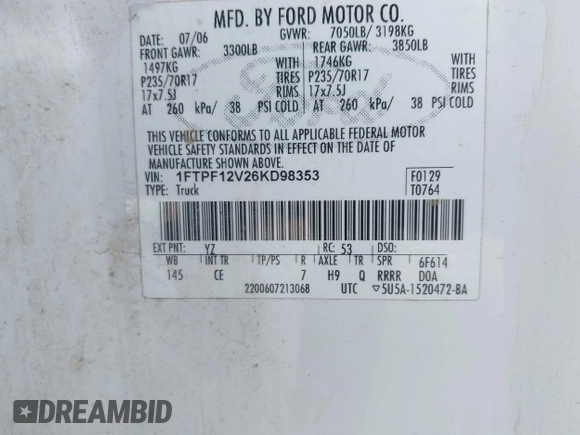 MFD. BY FORD MOTOR CO.
DATE: 07/06 GVWR: 7050LB/ 3198KG
FRONT GAWR: 3300LB REAR GAWR: 3850LB
1497KG WITH 1746KG WITH
P235/70R17 TIRES P235/70R17 TIRES
17x7.5J RIMS 17x7.5J RIMS
AT 260 kPa/ 38 PSI COLD AT 260 kPa/ 38 PSI COLD
THIS VEHICLE CONFORMS TO ALL APPLICABLE FEDERAL MOTOR
VEHICLE SAFETY STANDARDS IN EFFECT ON THE DATE OF
MANUFACTURE SHOWN ABOVE.
VIN: 1FTPF12V26KD98353 F0129
TYPE: Truck T0764
EXT PNT: YZ RC: 53 DSO:
WB INT TR TP/PS R AXLE TR SPR 6F614
145 CE 7 H9 Q RRRR DOA
2200607213068 UTC ▽5U5A-1520472-BA
DREAMBID